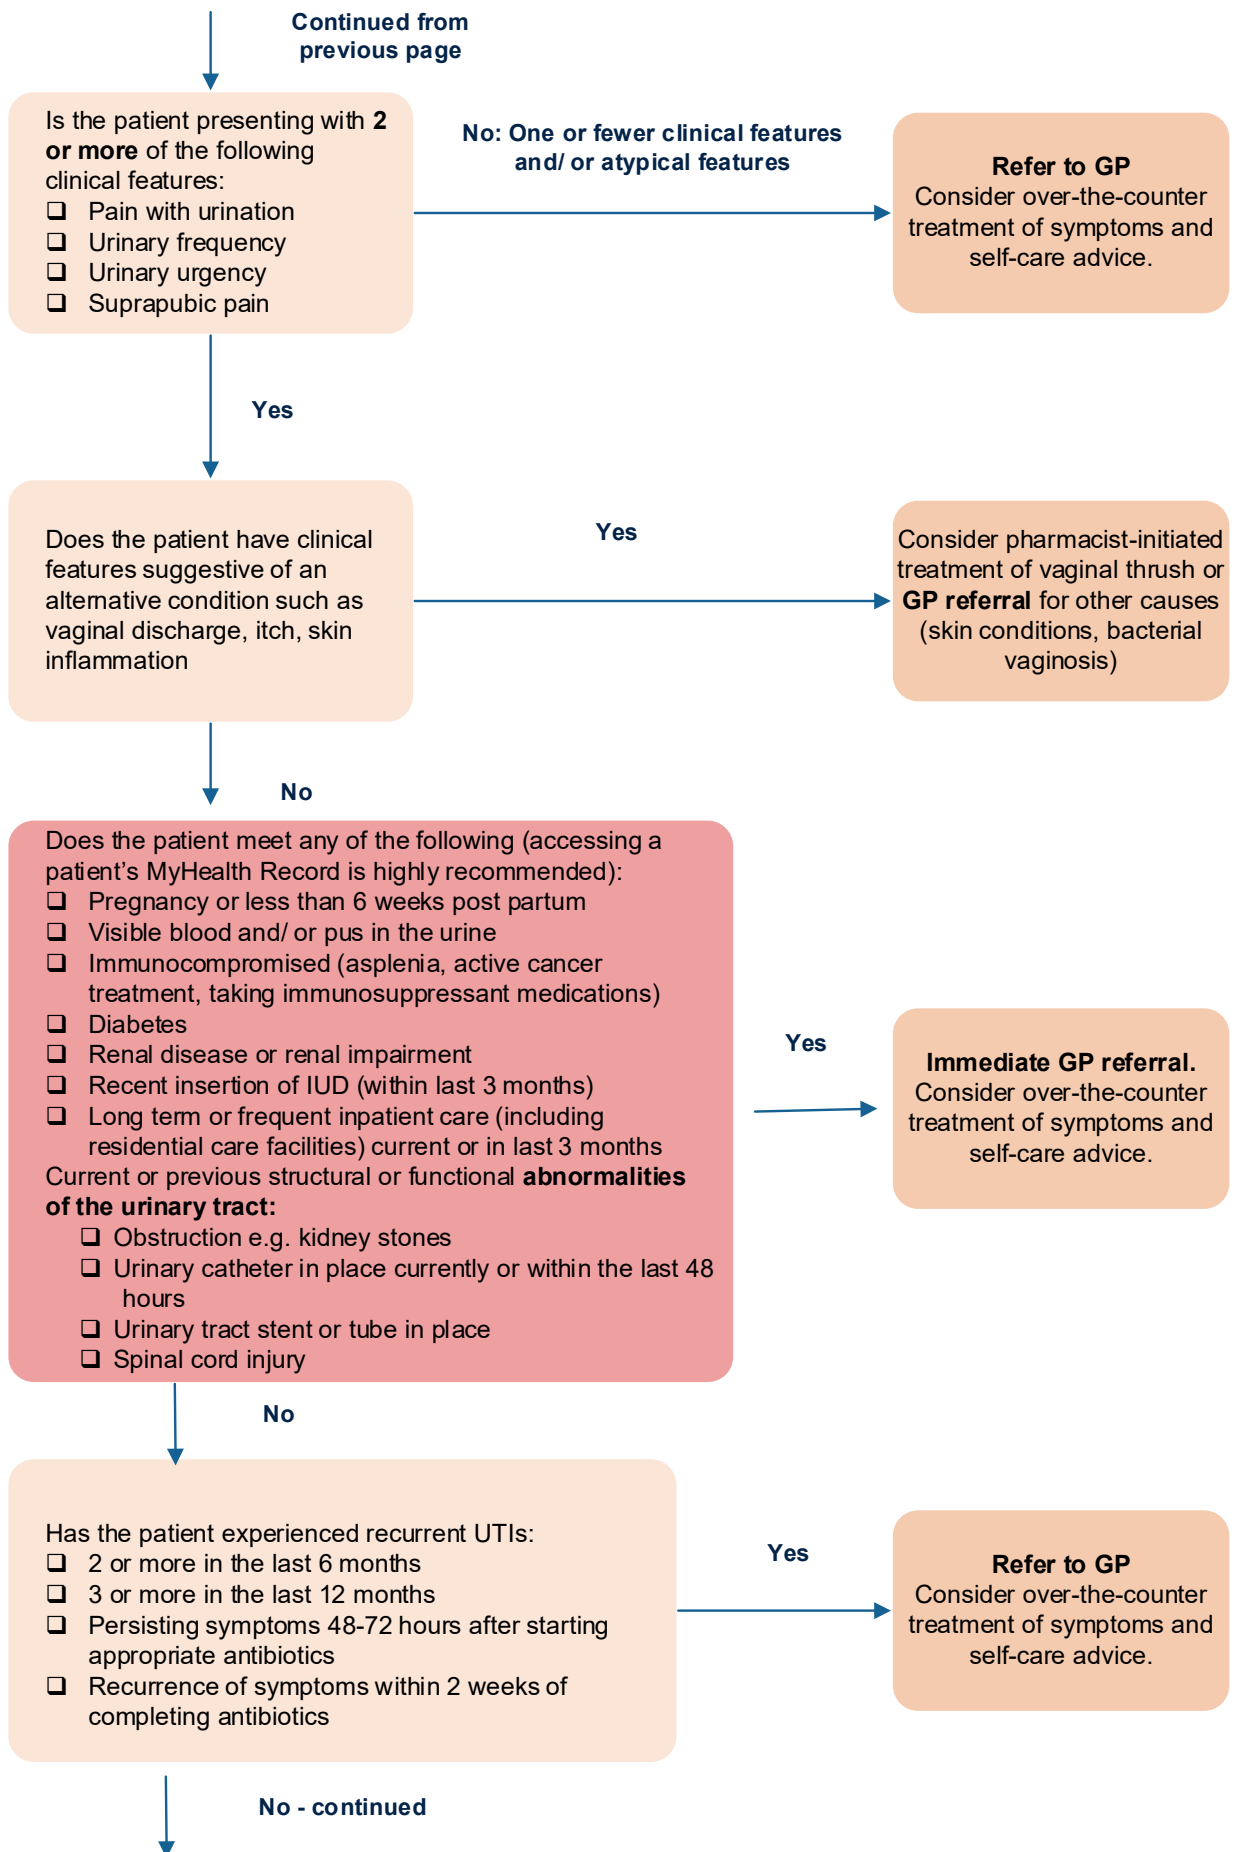 Continued from
previous page
Is the patient presenting with 2
or more of the following
clinical features:
❑ Pain with urination
❑ Urinary frequency
❑ Urinary urgency
❑ Suprapubic pain
No: One or fewer clinical features
and/ or atypical features
Refer to GP
Consider over-the-counter
treatment of symptoms and
self-care advice.
Yes
Does the patient have clinical
features suggestive of an
alternative condition such as
vaginal discharge, itch, skin
inflammation
Yes
Consider pharmacist-initiated
treatment of vaginal thrush or
GP referral for other causes
(skin conditions, bacterial
vaginosis)
No
Does the patient meet any of the following (accessing a
patient’s MyHealth Record is highly recommended):
❑ Pregnancy or less than 6 weeks post partum
❑ Visible blood and/ or pus in the urine
❑ Immunocompromised (asplenia, active cancer
treatment, taking immunosuppressant medications)
❑ Diabetes
❑ Renal disease or renal impairment
❑ Recent insertion of IUD (within last 3 months)
❑ Long term or frequent inpatient care (including
residential care facilities) current or in last 3 months
Current or previous structural or functional abnormalities
of the urinary tract:
❑ Obstruction e.g. kidney stones
❑ Urinary catheter in place currently or within the last 48
hours
❑ Urinary tract stent or tube in place
❑ Spinal cord injury
Yes
Immediate GP referral.
Consider over-the-counter
treatment of symptoms and
self-care advice.
No
Has the patient experienced recurrent UTIs:
❑ 2 or more in the last 6 months
❑ 3 or more in the last 12 months
❑ Persisting symptoms 48-72 hours after starting
appropriate antibiotics
❑ Recurrence of symptoms within 2 weeks of
completing antibiotics
Yes
Refer to GP
Consider over-the-counter
treatment of symptoms and
self-care advice.
No - continued